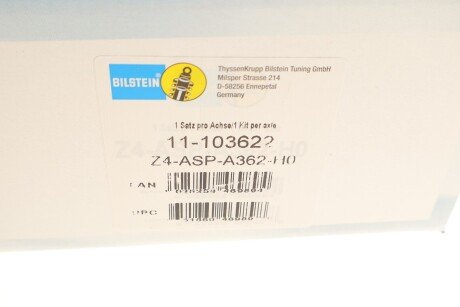 BILSTEIN
ThyssenKrupp Bilstein Tuning GmbH
Milsper Strasse 214
D-58256 Ennepetal
Germany
1 Satz pro Achse/1 Kit per axle
11-103622
Z4-ASP-A362-H0
EAN
UPC